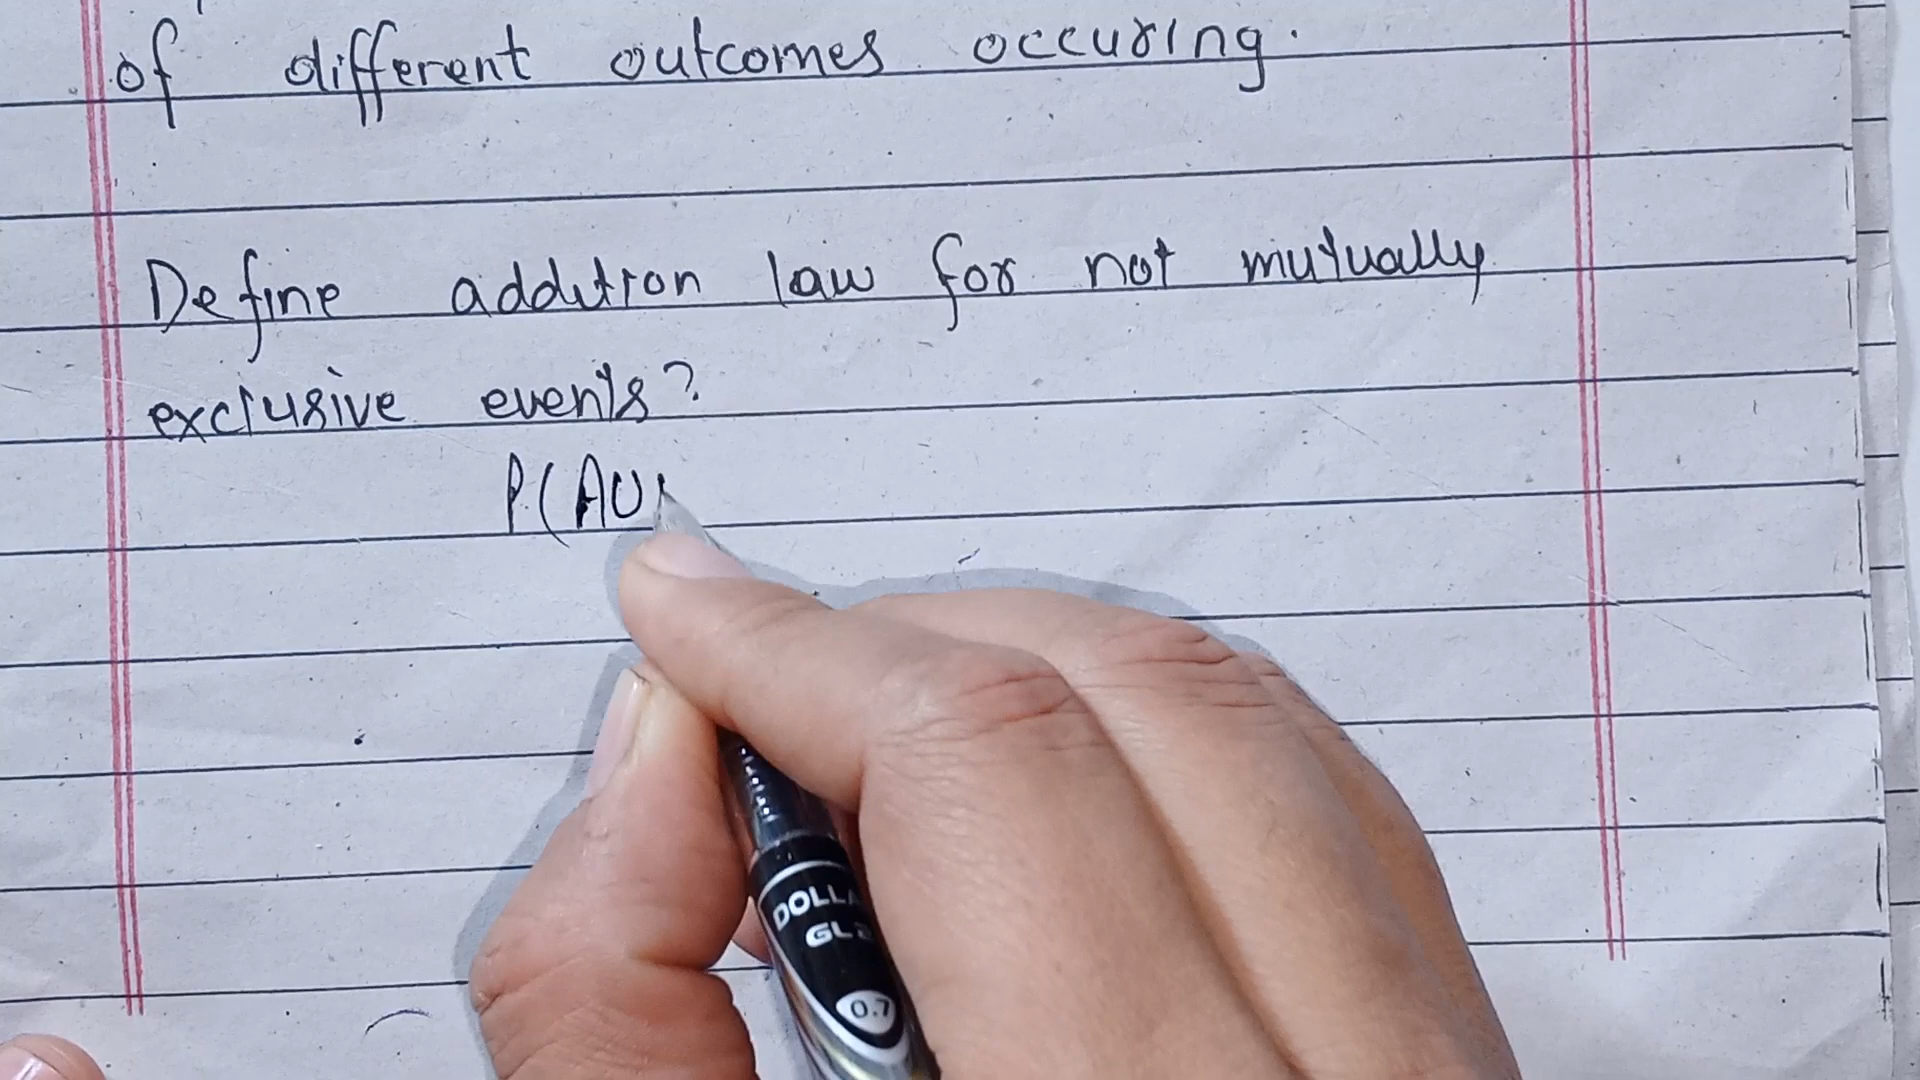 of different outcomes occuring.
Define addition law for not mutually
exclusive events?
P(AU
DOLLA
GL
0.7